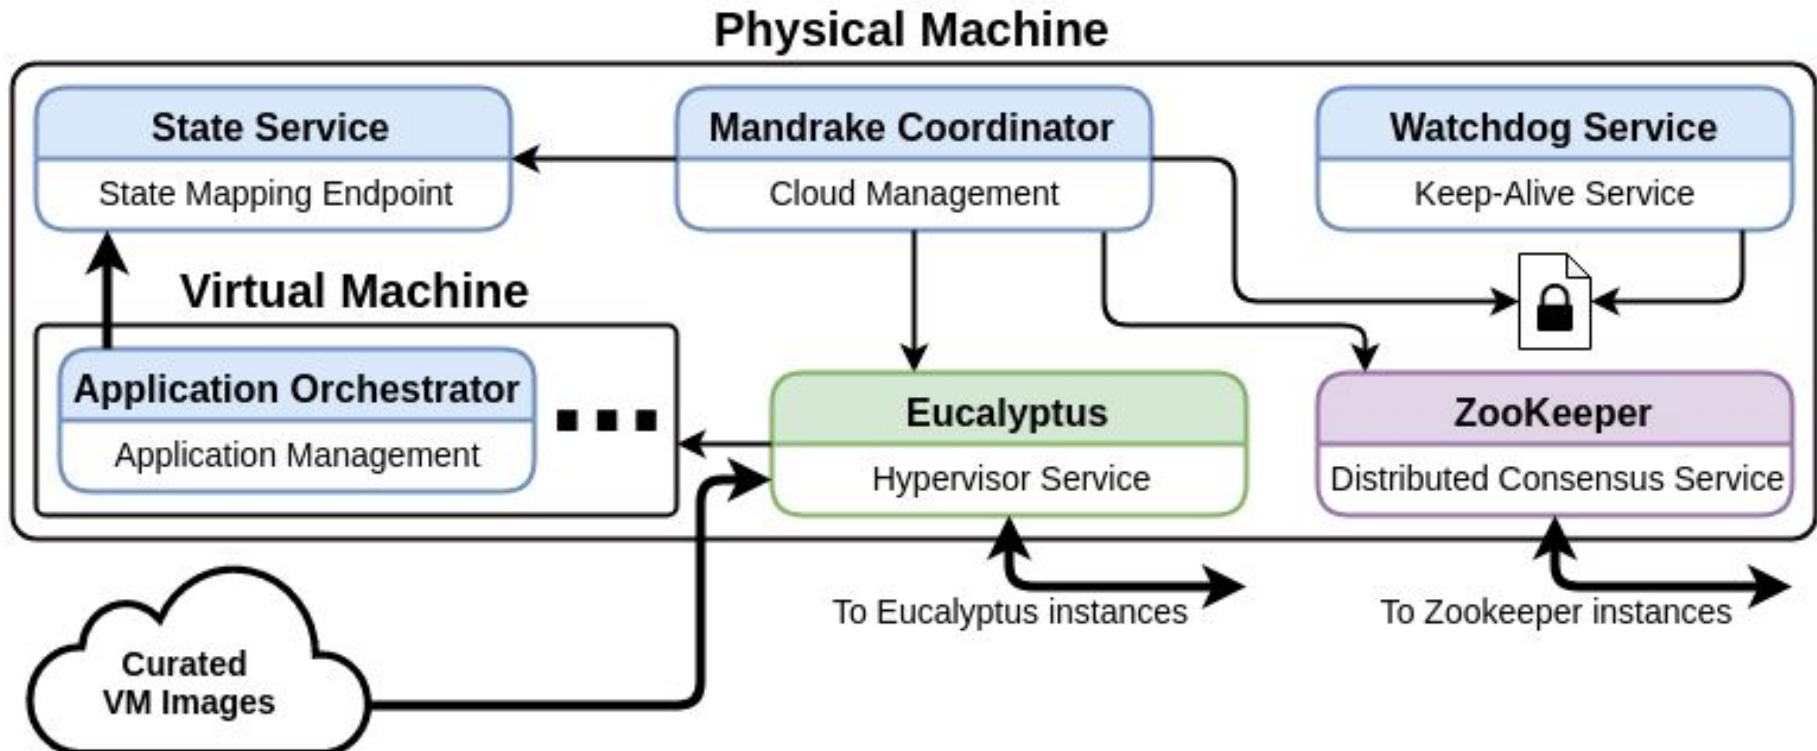 Physical Machine
State Service
State Mapping Endpoint
Mandrake Coordinator
Cloud Management
Watchdog Service
Keep-Alive Service
Virtual Machine
Application Orchestrator
Application Management
Eucalyptus
Hypervisor Service
ZooKeeper
Distributed Consensus Service
To Eucalyptus instances
To Zookeeper instances
Curated
VM Images